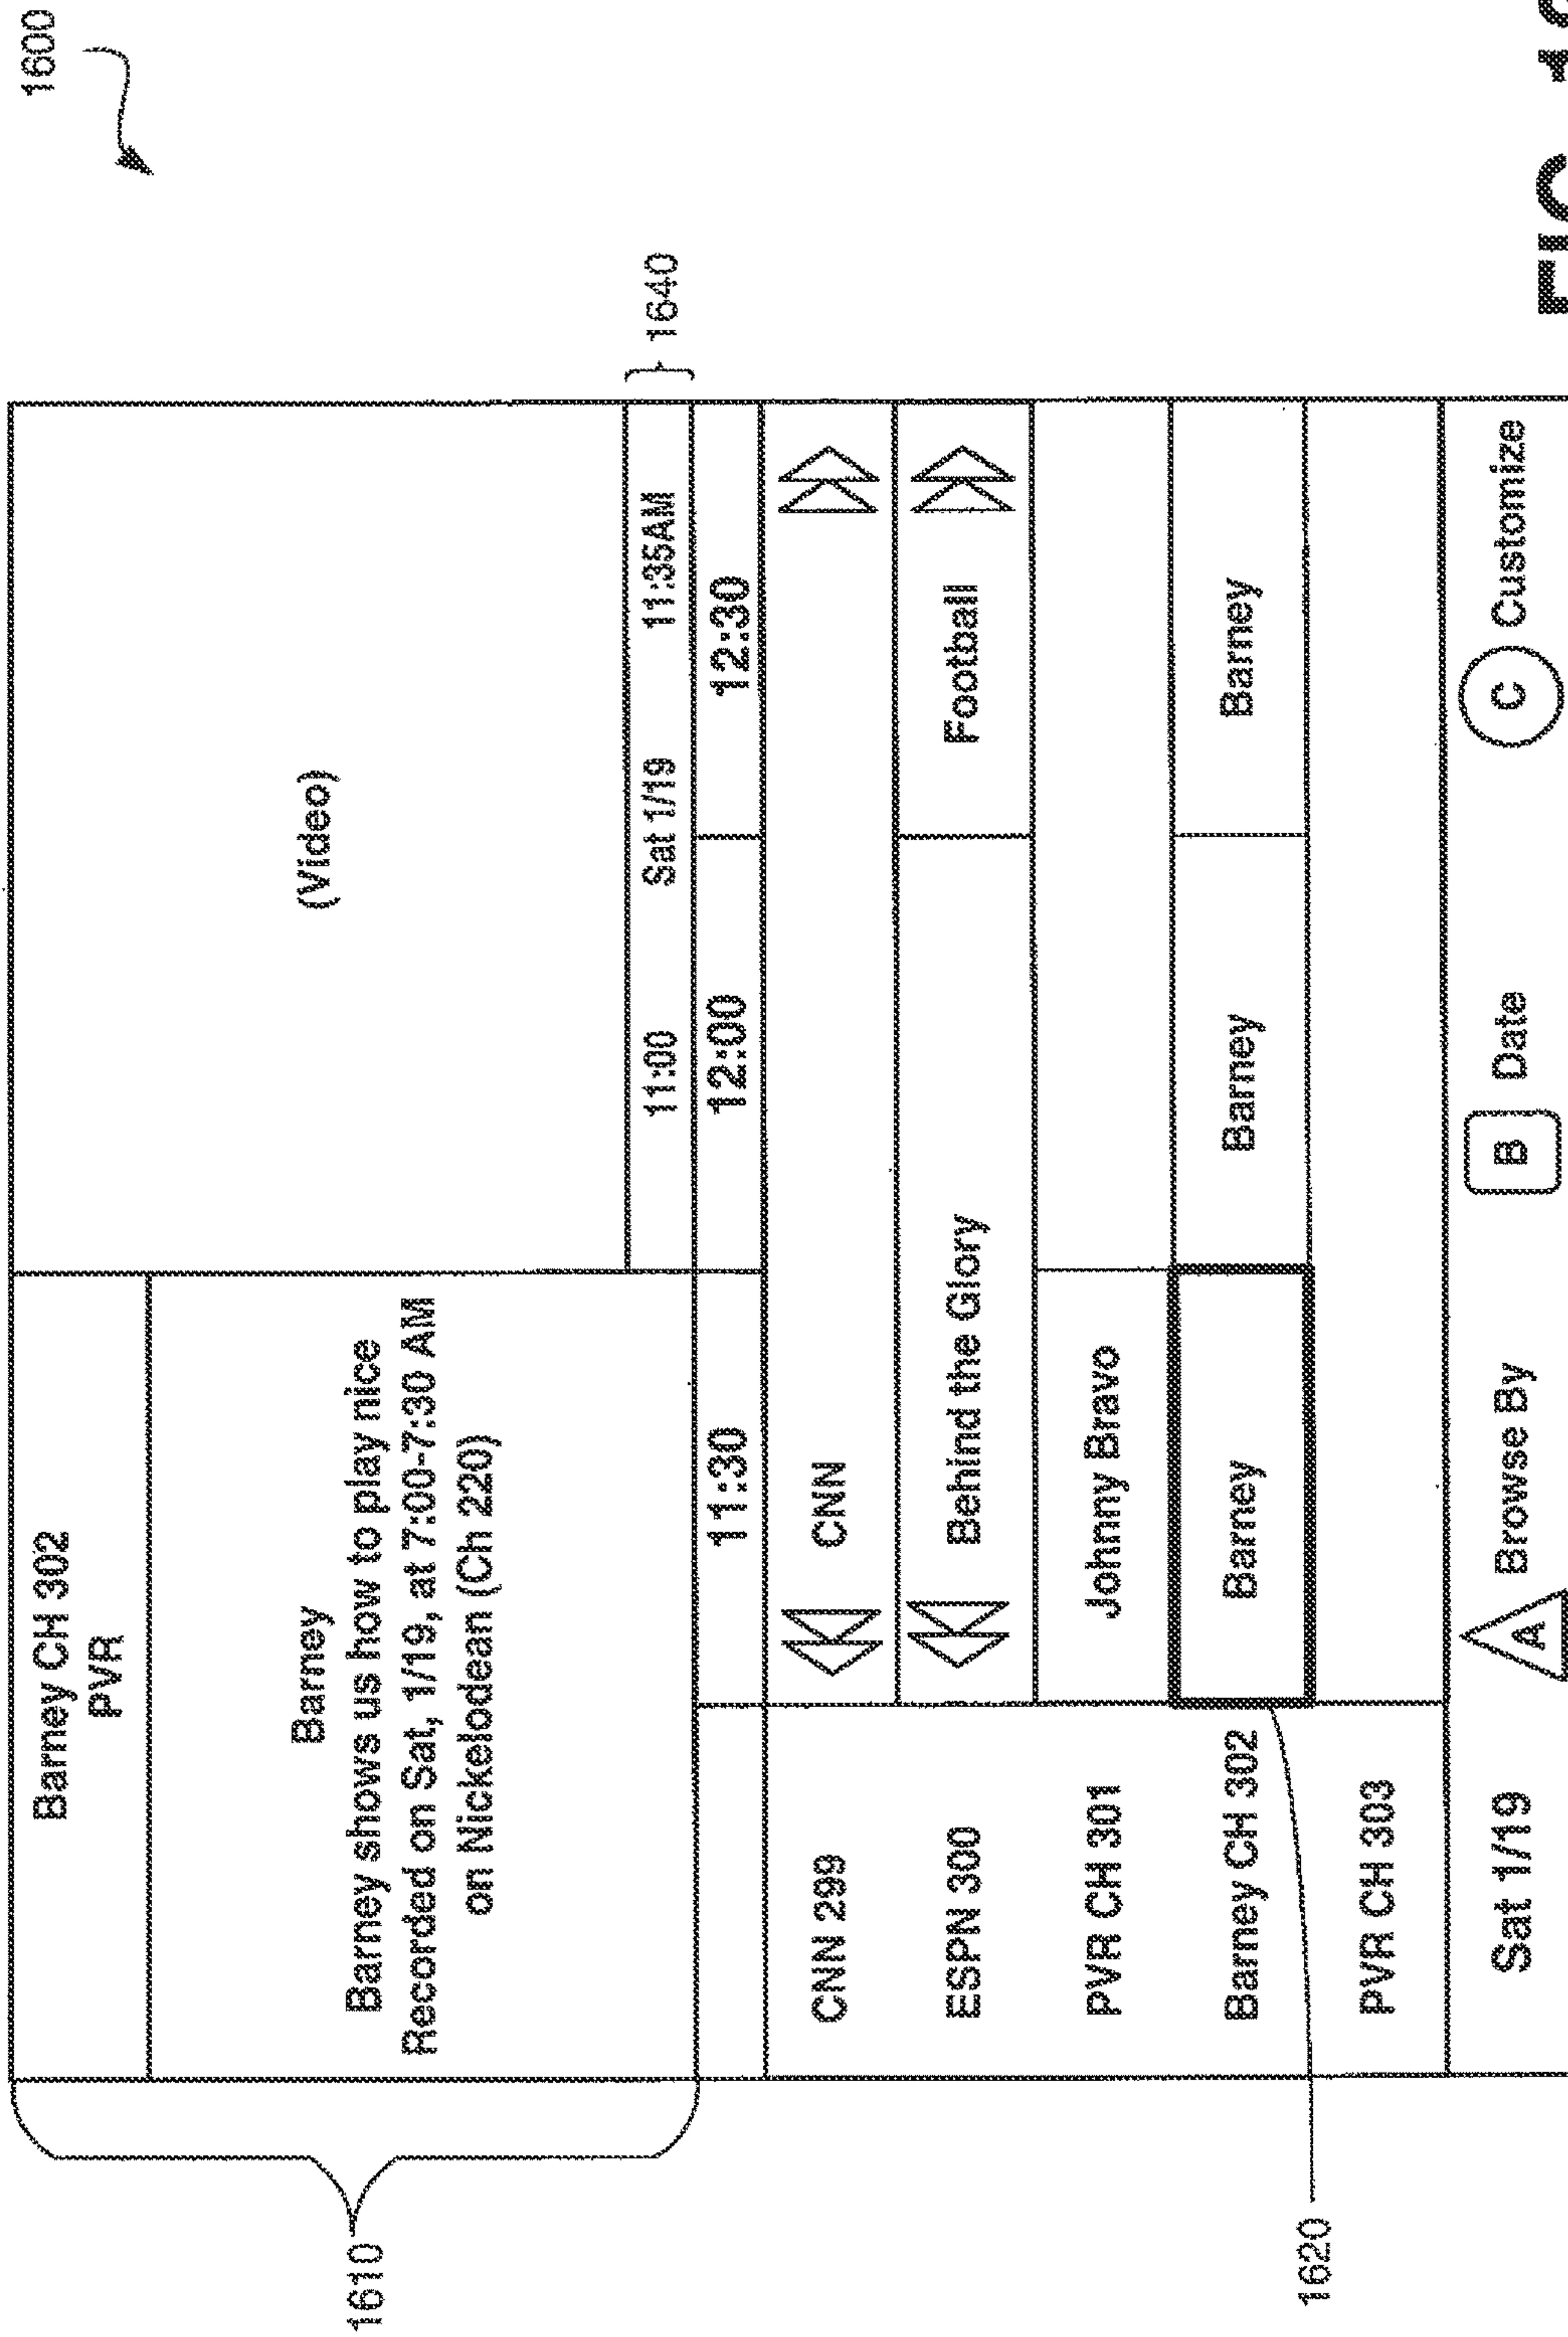 1600
Barney CH 302
PVR
(Video)
Barney
Barney shows us how to play nice
Recorded on Sat, 1/19, at 7:00-7:30 AM
on Nickelodean (Ch 220)
1610
11:00 Sat 1/19 11:35AM
1640
11:30 12:00 12:30
CNN 299 CNN
ESPN 300 Behind the Glory Football
PVR CH 301 Johnny Bravo
Barney CH 302 Barney Barney Barney
1620
PVR CH 303
Sat 1/19 A Browse By B Date C Customize